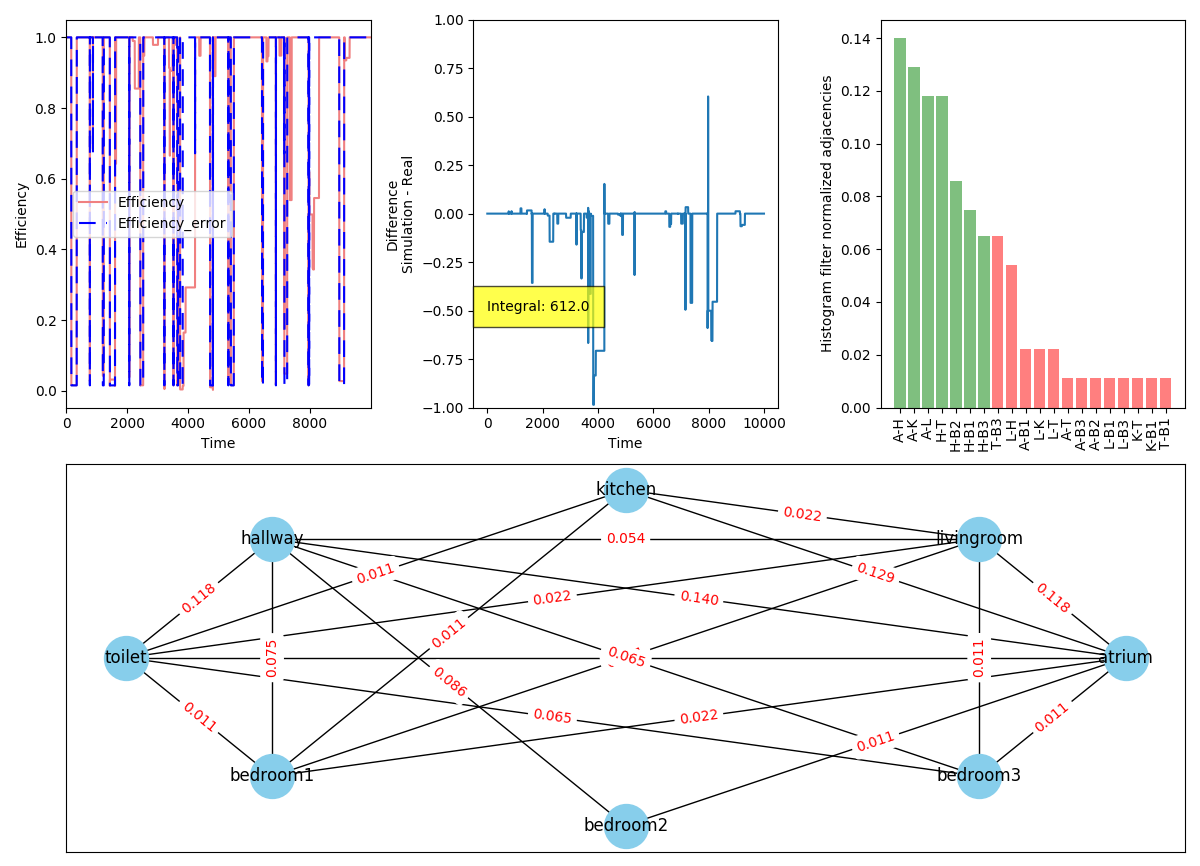 1.0
0.8
0.6
0.4
0.2
0.0
Efficiency
Efficiency
Efficiency_error
0
2000
4000
6000
8000
Time
1.00
0.75
0.50
0.25
0.00
−0.25
−0.50
−0.75
−1.00
Difference
Simulation - Real
Integral: 612.0
0
2000
4000
6000
8000
10000
Time
0.14
0.12
0.10
0.08
0.06
0.04
0.02
0.00
Histogram filter normalized adjacencies
A-H
A-K
A-L
H-T
H-B2
H-B1
H-B3
T-B3
L-H
A-B1
L-K
L-T
A-T
A-B3
A-B2
L-B1
L-B3
K-T
K-B1
T-B1
kitchen
hallway
livingroom
toilet
atrium
bedroom1
bedroom3
bedroom2
0.022
0.054
0.011
0.129
0.118
0.022
0.140
0.118
0.011
0.075
0.065
0.011
0.086
0.011
0.065
0.022
0.011
0.011